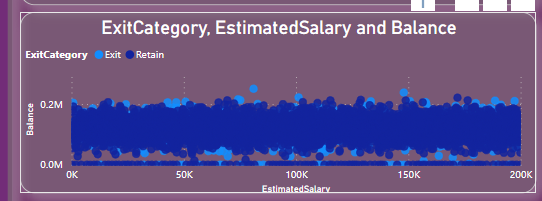 ExitCategory, EstimatedSalary and Balance
ExitCategory Exit Retain
Balance
0.2M
0.0M
0K 50K 100K 150K 200K
EstimatedSalary